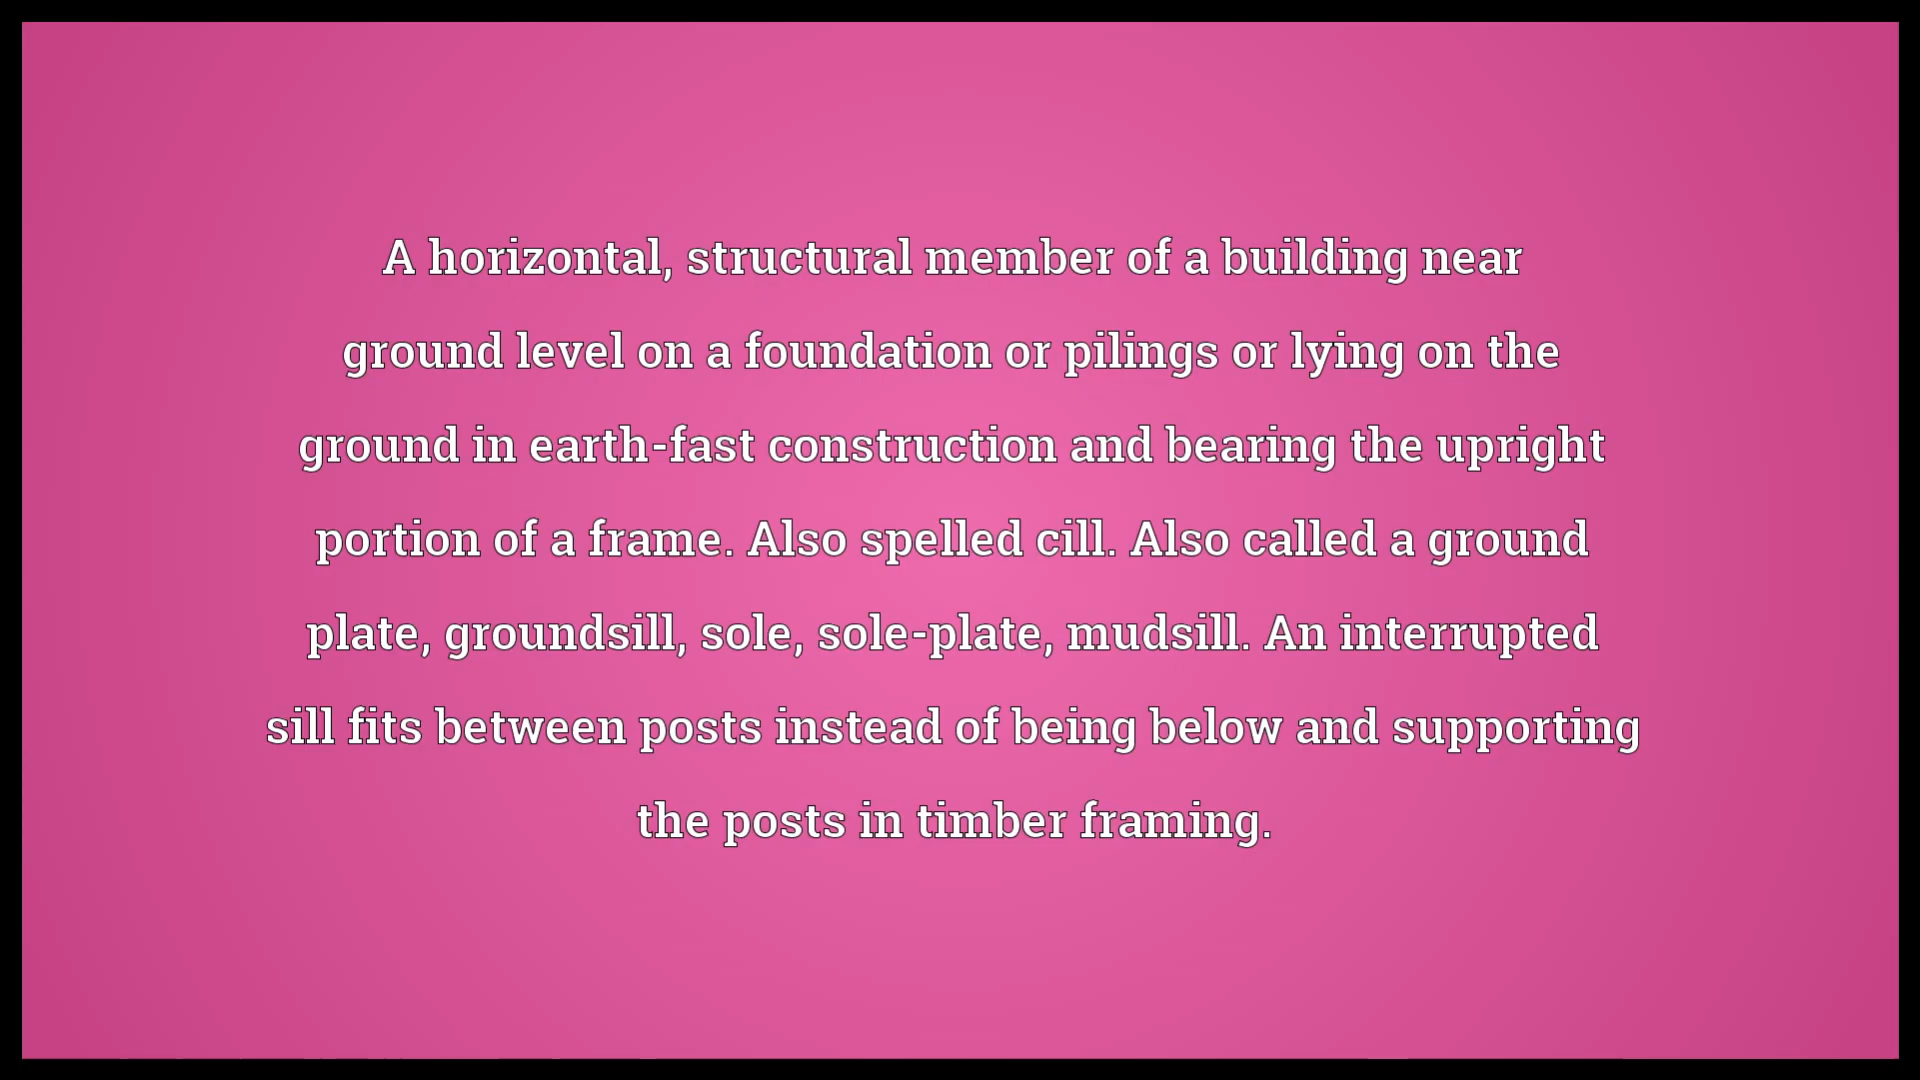 A horizontal, structural member of a building near
ground level on a foundation or pilings or lying on the
ground in earth-fast construction and bearing the upright
portion of a frame. Also spelled cill. Also called a ground
plate, groundsill, sole, sole-plate, mudsill. An interrupted
sill fits between posts instead of being below and supporting
the posts in timber framing.